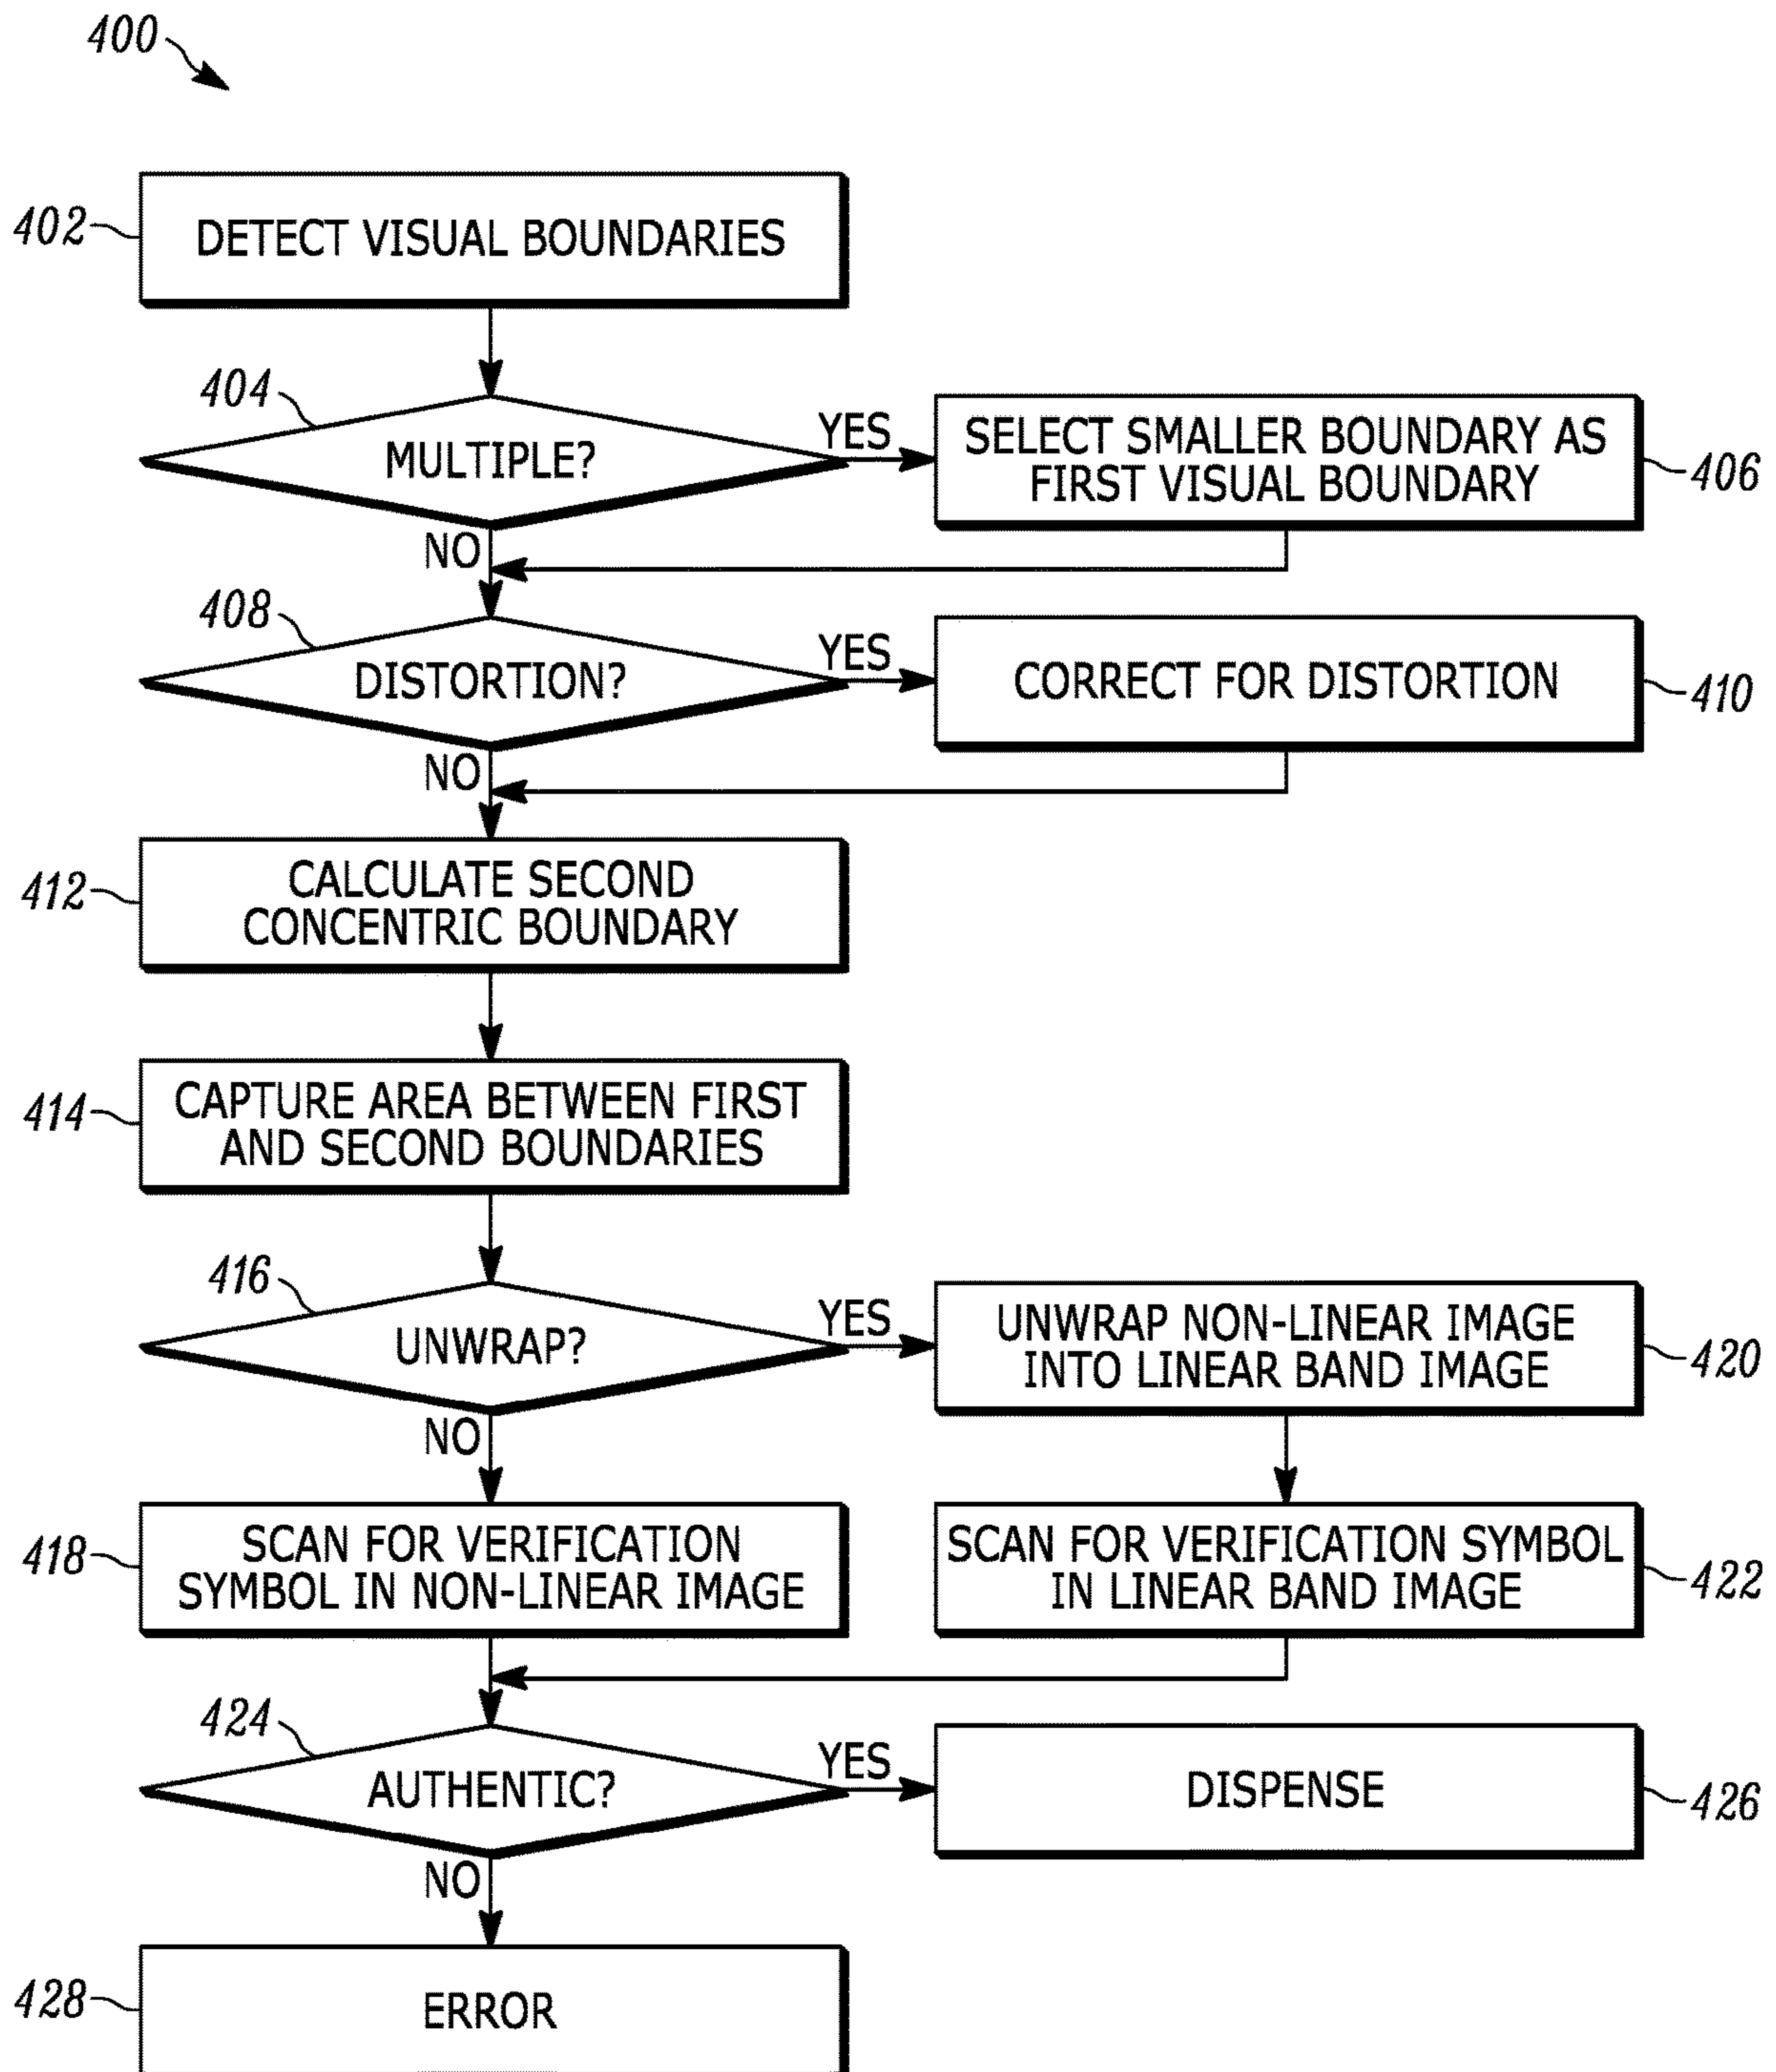 400
402
DETECT VISUAL BOUNDARIES
404
MULTIPLE?
YES
NO
SELECT SMALLER BOUNDARY AS
FIRST VISUAL BOUNDARY
406
408
DISTORTION?
YES
NO
CORRECT FOR DISTORTION
410
412
CALCULATE SECOND
CONCENTRIC BOUNDARY
414
CAPTURE AREA BETWEEN FIRST
AND SECOND BOUNDARIES
416
UNWRAP?
YES
NO
UNWRAP NON-LINEAR IMAGE
INTO LINEAR BAND IMAGE
420
418
SCAN FOR VERIFICATION
SYMBOL IN NON-LINEAR IMAGE
SCAN FOR VERIFICATION SYMBOL
IN LINEAR BAND IMAGE
422
424
AUTHENTIC?
YES
NO
DISPENSE
426
428
ERROR